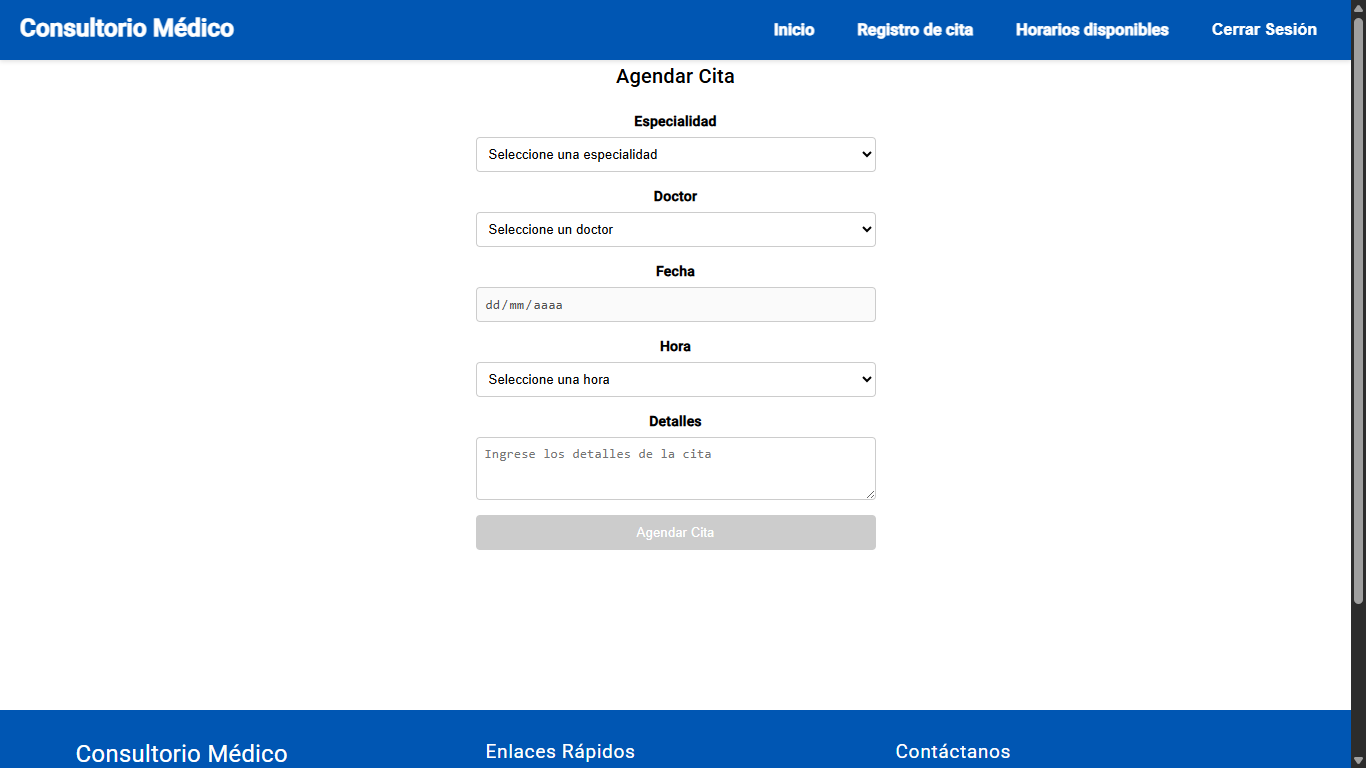 Consultorio Médico
Inicio Registro de cita Horarios disponibles Cerrar Sesión
Agendar Cita
Especialidad
Seleccione una especialidad
Doctor
Seleccione un doctor
Fecha
dd/mm/aaaa
Hora
Seleccione una hora
Detalles
Ingrese los detalles de la cita
Agendar Cita
Consultorio Médico
Enlaces Rápidos
Contáctanos